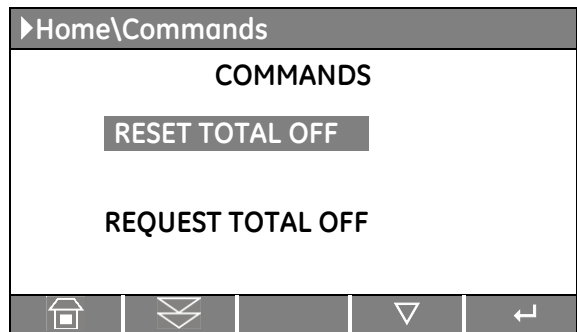 Home\Commands
COMMANDS
RESET TOTAL OFF
REQUEST TOTAL OFF